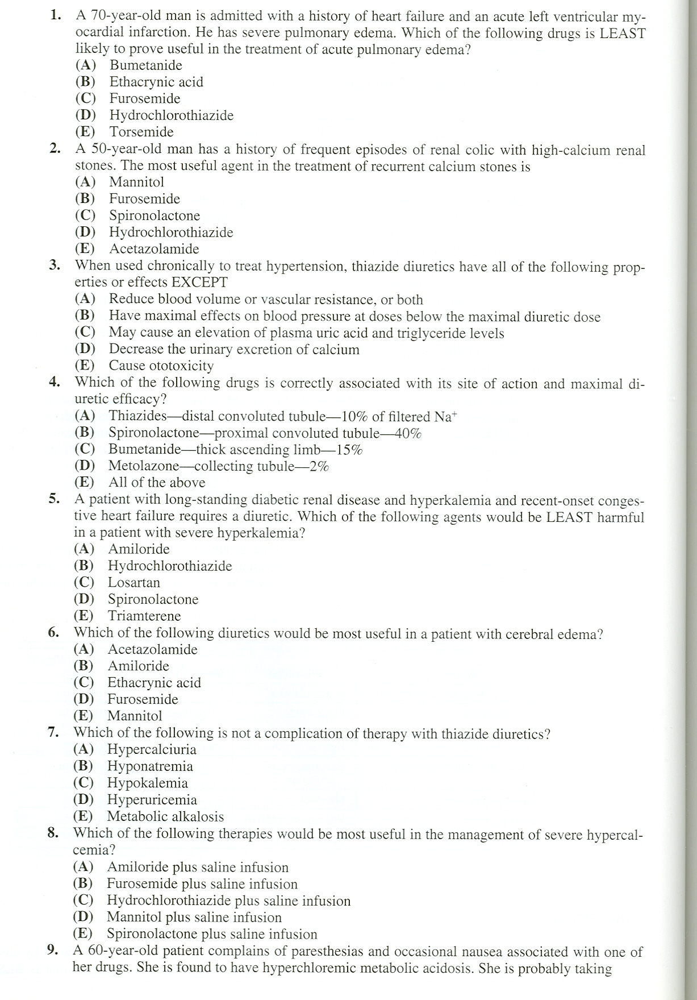 1. A 70-year-old man is admitted with a history of heart failure and an acute left ventricular my-
ocardial infarction. He has severe pulmonary edema. Which of the following drugs is LEAST
likely to prove useful in the treatment of acute pulmonary edema?
(A) Bumetanide
(B) Ethacrynic acid
(C) Furosemide
(D) Hydrochlorothiazide
(E) Torsemide
2. A 50-year-old man has a history of frequent episodes of renal colic with high-calcium renal
stones. The most useful agent in the treatment of recurrent calcium stones is
(A) Mannitol
(B) Furosemide
(C) Spironolactone
(D) Hydrochlorothiazide
(E) Acetazolamide
3. When used chronically to treat hypertension, thiazide diuretics have all of the following prop-
erties or effects EXCEPT
(A) Reduce blood volume or vascular resistance, or both
(B) Have maximal effects on blood pressure at doses below the maximal diuretic dose
(C) May cause an elevation of plasma uric acid and triglyceride levels
(D) Decrease the urinary excretion of calcium
(E) Cause ototoxicity
4. Which of the following drugs is correctly associated with its site of action and maximal di-
uretic efficacy?
(A) Thiazides—distal convoluted tubule—10% of filtered Na⁺
(B) Spironolactone—proximal convoluted tubule—40%
(C) Bumetanide—thick ascending limb—15%
(D) Metolazone—collecting tubule—2%
(E) All of the above
5. A patient with long-standing diabetic renal disease and hyperkalemia and recent-onset conges-
tive heart failure requires a diuretic. Which of the following agents would be LEAST harmful
in a patient with severe hyperkalemia?
(A) Amiloride
(B) Hydrochlorothiazide
(C) Losartan
(D) Spironolactone
(E) Triamterene
6. Which of the following diuretics would be most useful in a patient with cerebral edema?
(A) Acetazolamide
(B) Amiloride
(C) Ethacrynic acid
(D) Furosemide
(E) Mannitol
7. Which of the following is not a complication of therapy with thiazide diuretics?
(A) Hypercalciuria
(B) Hyponatremia
(C) Hypokalemia
(D) Hyperuricemia
(E) Metabolic alkalosis
8. Which of the following therapies would be most useful in the management of severe hypercal-
cemia?
(A) Amiloride plus saline infusion
(B) Furosemide plus saline infusion
(C) Hydrochlorothiazide plus saline infusion
(D) Mannitol plus saline infusion
(E) Spironolactone plus saline infusion
9. A 60-year-old patient complains of paresthesias and occasional nausea associated with one of
her drugs. She is found to have hyperchloremic metabolic acidosis. She is probably taking